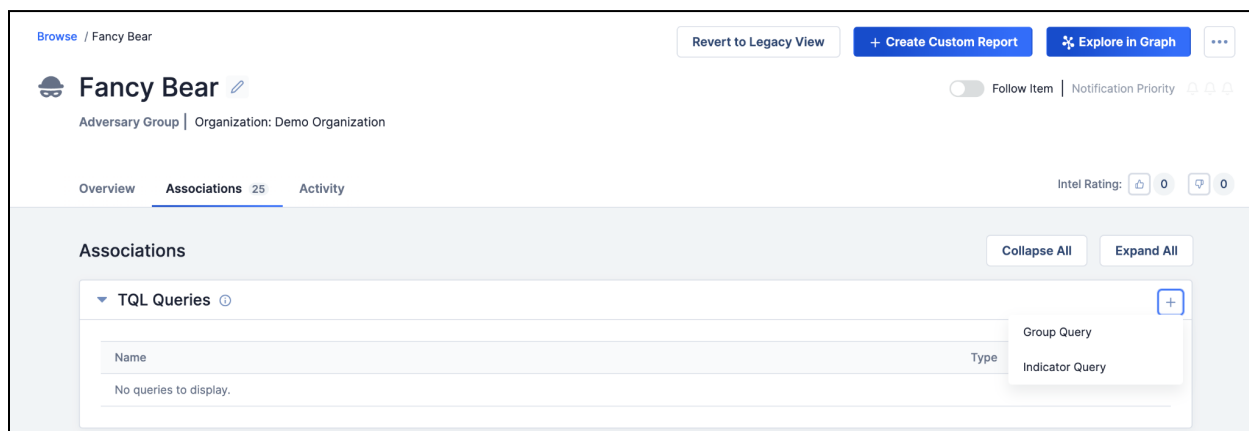 Browse / Fancy Bear
Revert to Legacy View
+ Create Custom Report
Explore in Graph
Fancy Bear
Follow Item | Notification Priority
Adversary Group | Organization: Demo Organization
Overview
Associations 25
Activity
Intel Rating: 0 0
Associations
Collapse All
Expand All
TQL Queries
+
Group Query
Indicator Query
Name
Type
No queries to display.